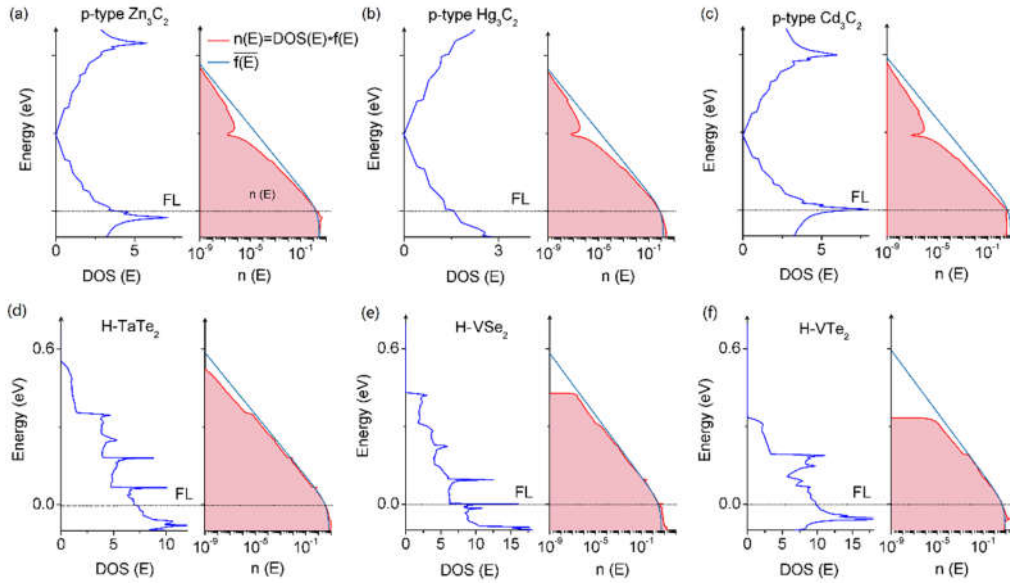 (a) p-type Zn₃C₂
(b) p-type Hg₃C₂
(c) p-type Cd₃C₂
n(E)=DOS(E)*f(E)
f(E)
Energy (eV)
FL
n (E)
0 5
DOS (E)
10⁻⁹ 10⁻⁵ 10⁻¹
n (E)
Energy (eV)
FL
0 3
DOS (E)
10⁻⁹ 10⁻⁵ 10⁻¹
n (E)
Energy (eV)
FL
0 5
DOS (E)
10⁻⁹ 10⁻⁵ 10⁻¹
n (E)
(d) H-TaTe₂
(e) H-VSe₂
(f) H-VTe₂
0.6
0.0
Energy (eV)
FL
0 5 10
DOS (E)
10⁻⁹ 10⁻⁵ 10⁻¹
n (E)
0.6
0.0
Energy (eV)
FL
0 5 10 15
DOS (E)
10⁻⁹ 10⁻⁵ 10⁻¹
n (E)
0.6
0.0
Energy (eV)
FL
0 5 10 15
DOS (E)
10⁻⁹ 10⁻⁵ 10⁻¹
n (E)